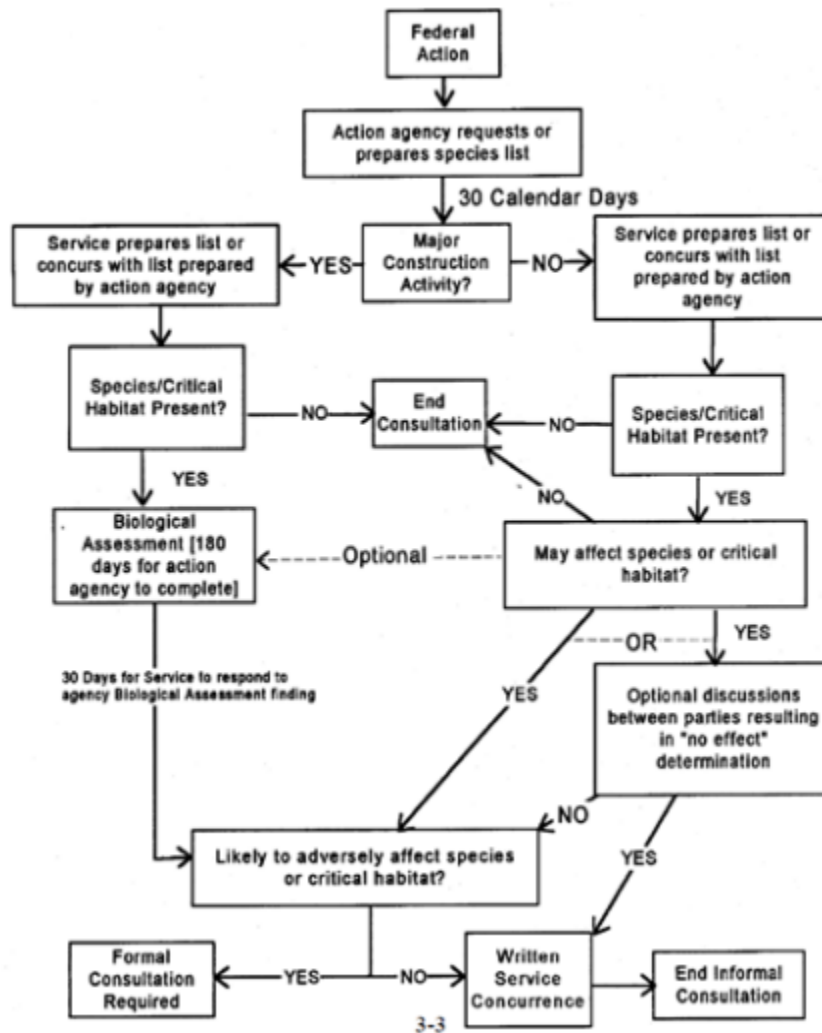 Federal
Action
Action agency requests or
prepares species list
30 Calendar Days
Service prepares list or
concurs with list prepared
by action agency
YES
Major
Construction
Activity?
NO
Service prepares list or
concurs with list
prepared by action
agency
Species/Critical
Habitat Present?
NO
End
Consultation
NO
Species/Critical
Habitat Present?
YES
NO
YES
Biological
Assessment [180
days for action
agency to complete]
Optional
May affect species or critical
habitat?
30 Days for Service to respond to
agency Biological Assessment finding
YES
OR
YES
Optional discussions
between parties resulting
in "no effect"
determination
NO
YES
Likely to adversely affect species
or critical habitat?
Formal
Consultation
Required
YES
NO
Written
Service
Concurrence
End Informal
Consultation
3-3